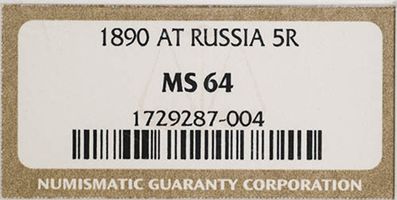 1890 AT RUSSIA 5R
MS 64
1729287-004
NUMISMATIC GUARANTY CORPORATION